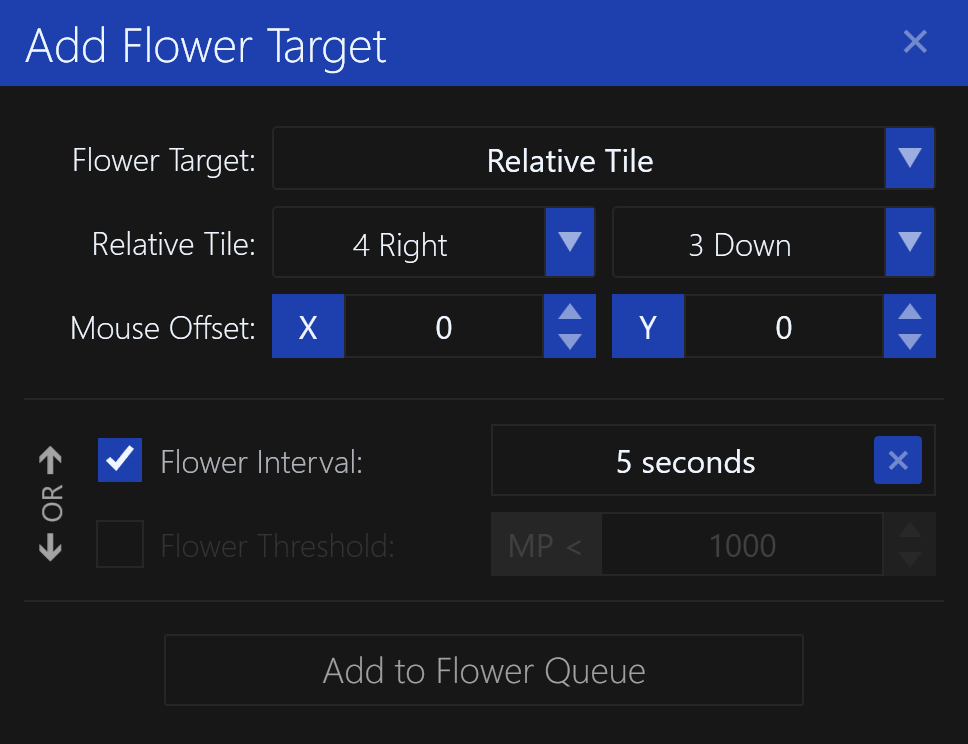 Add Flower Target
Flower Target: Relative Tile
Relative Tile: 4 Right 3 Down
Mouse Offset: X 0 Y 0
OR
Flower Interval: 5 seconds
Flower Threshold: MP < 1000
Add to Flower Queue